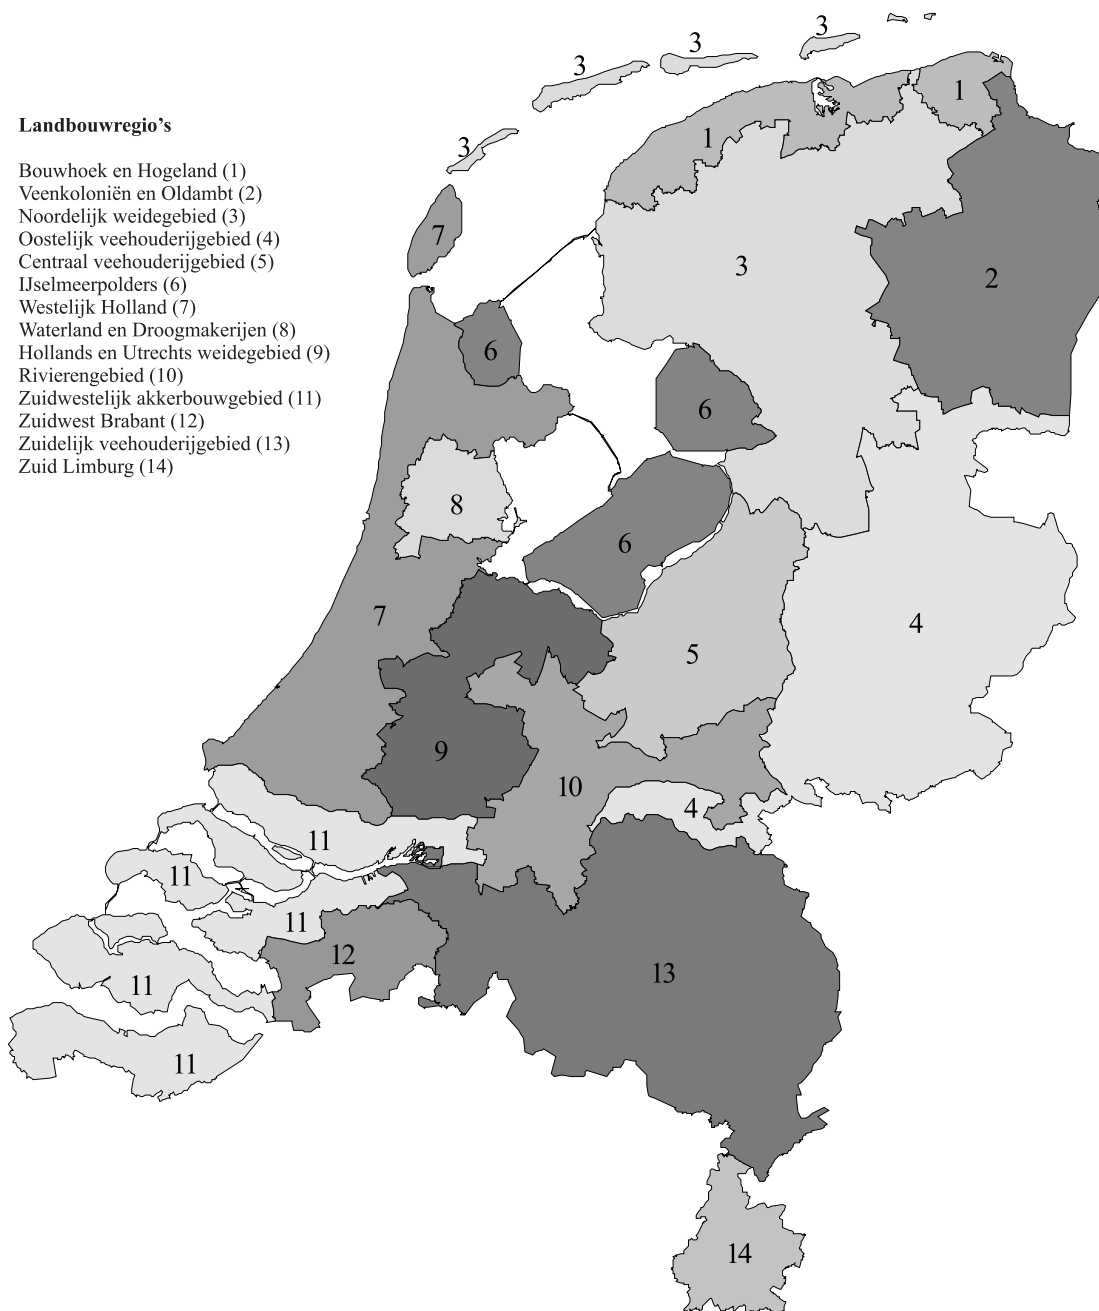 Landbouwregio’s
Bouwhoek en Hogeland (1)
Veenkoloniën en Oldambt (2)
Noordelijk weidegebied (3)
Oostelijk veehouderijgebied (4)
Centraal veehouderijgebied (5)
IJselmeerpolders (6)
Westelijk Holland (7)
Waterland en Droogmakerijen (8)
Hollands en Utrechts weidegebied (9)
Rivierengebied (10)
Zuidwestelijk akkerbouwgebied (11)
Zuidwest Brabant (12)
Zuidelijk veehouderijgebied (13)
Zuid Limburg (14)
3
3
3
3
1
1
7
3
2
6
6
8
6
7
4
5
9
10
4
11
11
11
12
13
11
11
14